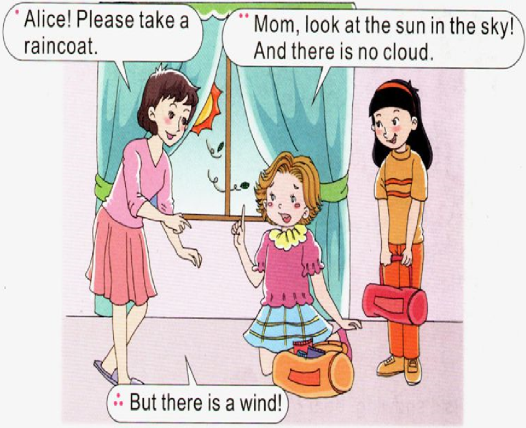 Alice! Please take a
raincoat.
Mom, look at the sun in the sky!
And there is no cloud.
But there is a wind!